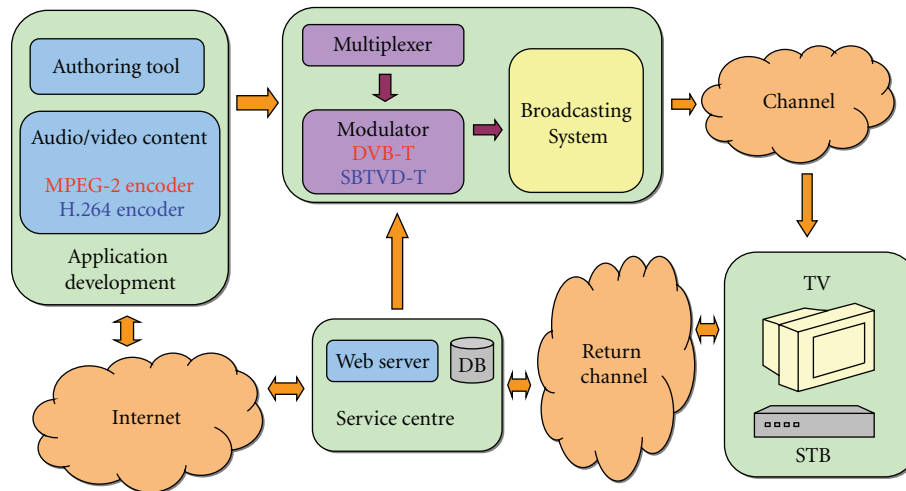 Authoring tool
Audio/video content
MPEG-2 encoder
H.264 encoder
Application
development
Multiplexer
Modulator
DVB-T
SBTVD-T
Broadcasting
System
Channel
TV
STB
Return
channel
Web server
DB
Service centre
Internet